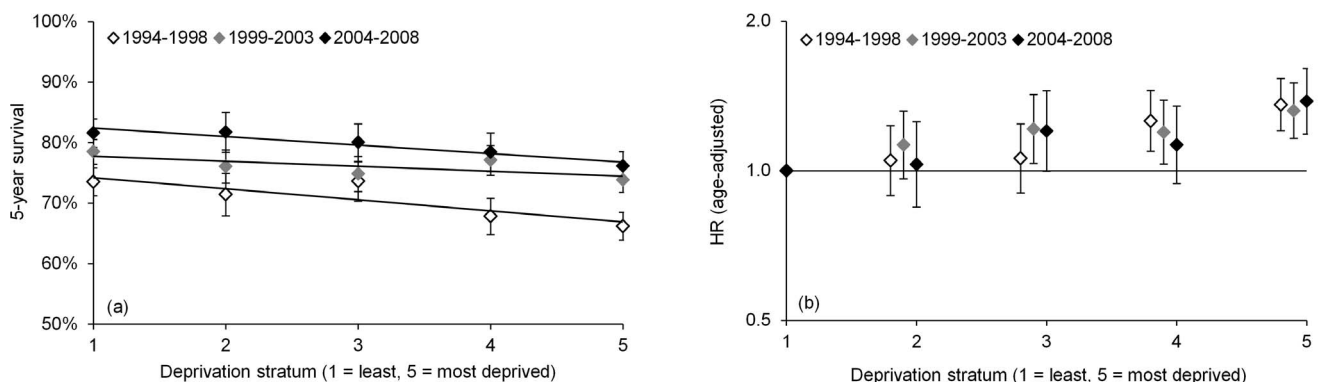 100%
90%
80%
70%
60%
50%
5-year survival
1994-1998 1999-2003 2004-2008
(a)
1 2 3 4 5
Deprivation stratum (1 = least, 5 = most deprived)
2.0
1.0
0.5
HR (age-adjusted)
1994-1998 1999-2003 2004-2008
(b)
1 2 3 4 5
Deprivation stratum (1 = least, 5 = most deprived)